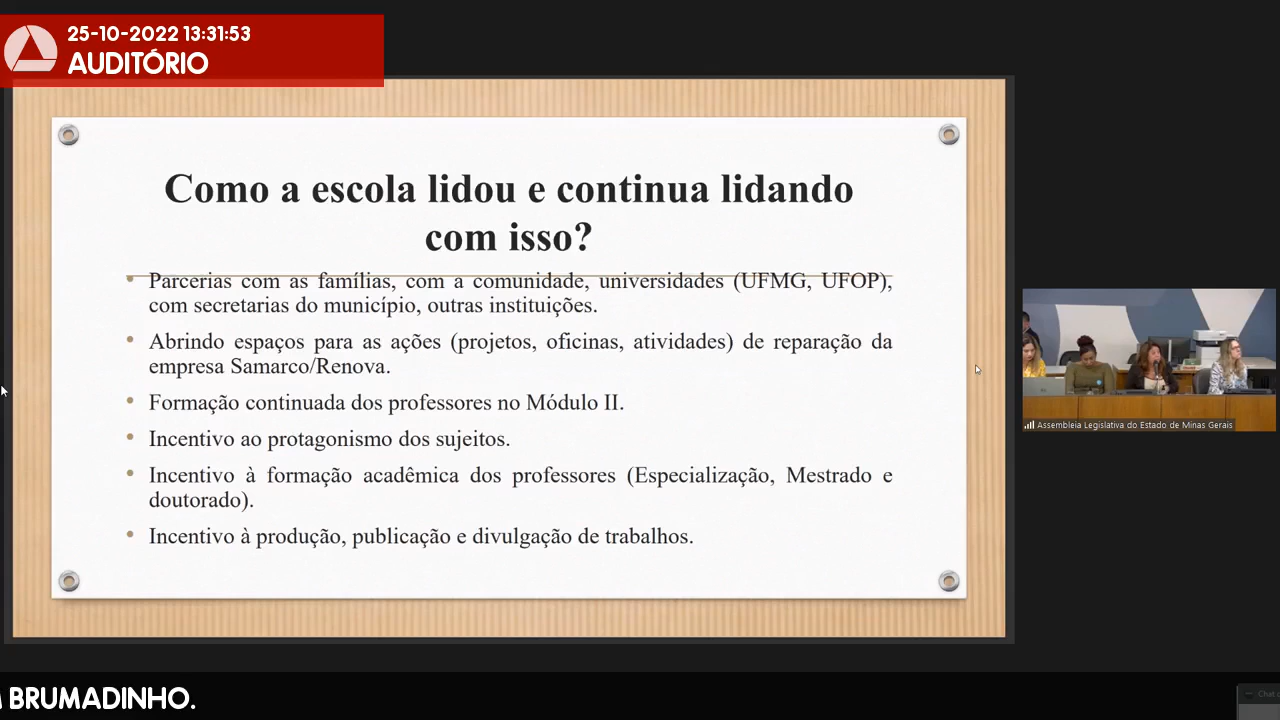 25-10-2022 13:31:53
AUDITÓRIO
Como a escola lidou e continua lidando
com isso?
• Parcerias com as famílias, com a comunidade, universidades (UFMG, UFOP),
com secretarias do município, outras instituições.
• Abrindo espaços para as ações (projetos, oficinas, atividades) de reparação da
empresa Samarco/Renova.
• Formação continuada dos professores no Módulo II.
• Incentivo ao protagonismo dos sujeitos.
• Incentivo à formação acadêmica dos professores (Especialização, Mestrado e
doutorado).
• Incentivo à produção, publicação e divulgação de trabalhos.
Assembleia Legislativa do Estado de Minas Gerais
BRUMADINHO.
Chat